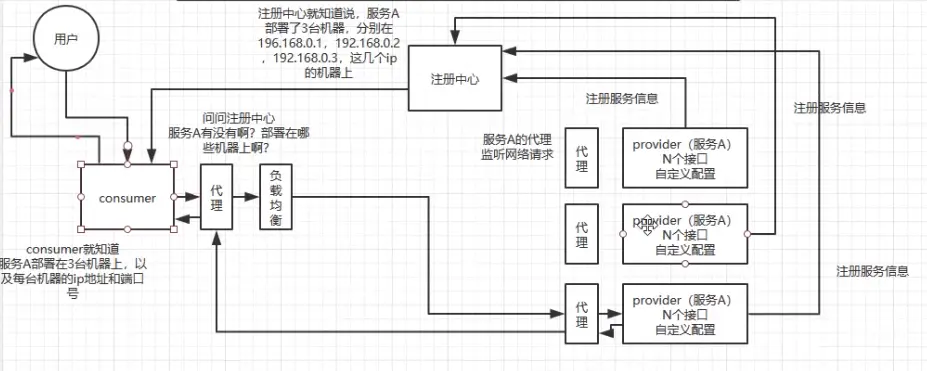 用户
注册中心就知道说，服务A
部署了3台机器，分别在
196.168.0.1，192.168.0.2
，192.168.0.3，这几个ip
的机器上
注册中心
注册服务信息
注册服务信息
问问注册中心
服务A有没有啊？部署在哪
些机器上啊？
服务A的代理
监听网络请求
代理
provider（服务A）
N个接口
自定义配置
consumer
代理
负载均衡
代理
provider（服务A）
N个接口
自定义配置
consumer就知道
服务A部署在3台机器上，以
及每台机器的ip地址和端口
号
注册服务信息
代理
provider（服务A）
N个接口
自定义配置